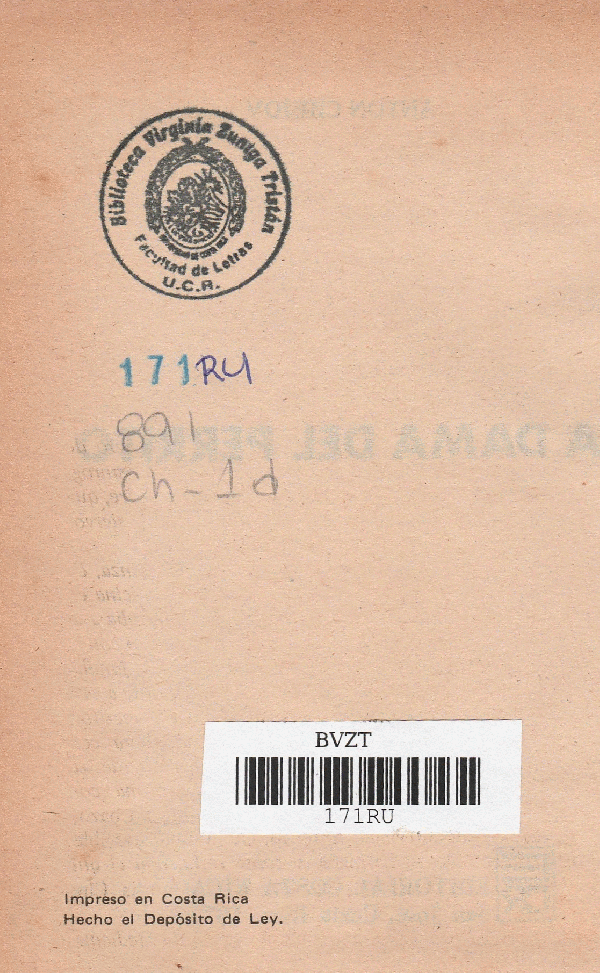 Biblioteca Virginia Zuniga Tristán
Facultad de Letras
U.C.R.
171RU
891
Ch-1d
BVZT
171RU
Impreso en Costa Rica
Hecho el Depósito de Ley.